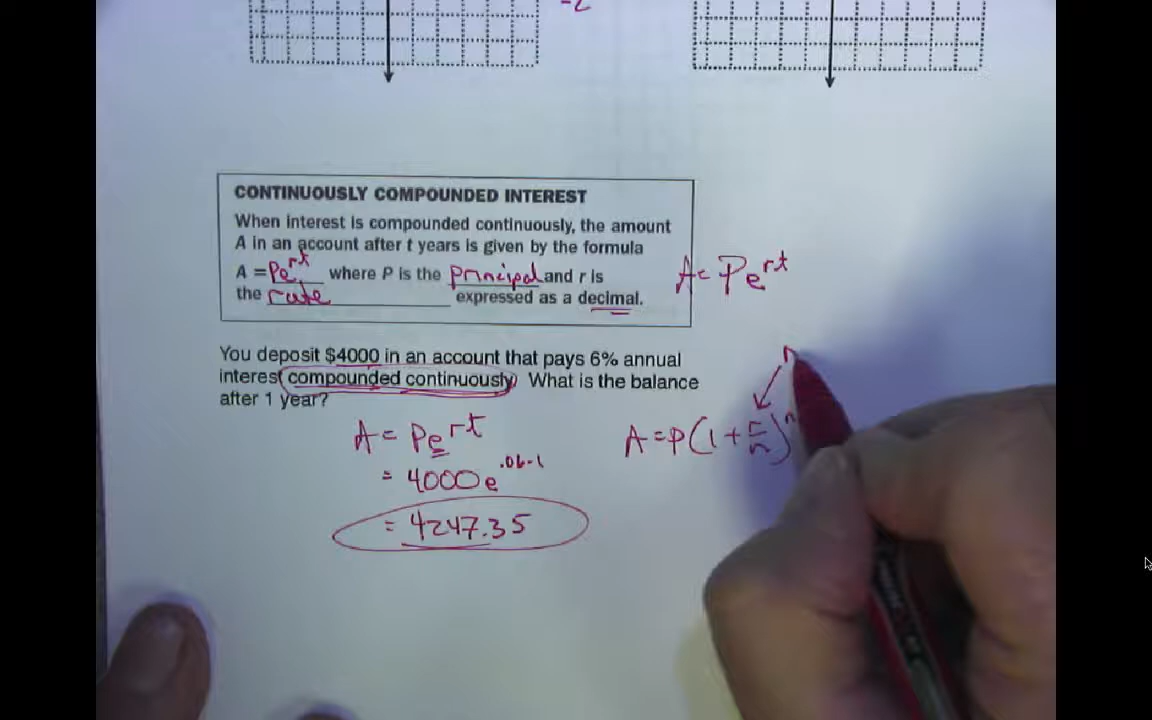 -2
CONTINUOUSLY COMPOUNDED INTEREST
When interest is compounded continuously, the amount
A in an account after t years is given by the formula
A = Pe^rt where P is the principal and r is
the rate expressed as a decimal.
A = Pe^rt
You deposit $4000 in an account that pays 6% annual
interest compounded continuously. What is the balance
after 1 year?
A = Pe^rt
= 4000e^.06·1
= 4247.35
A = P(1 + r/n)^n